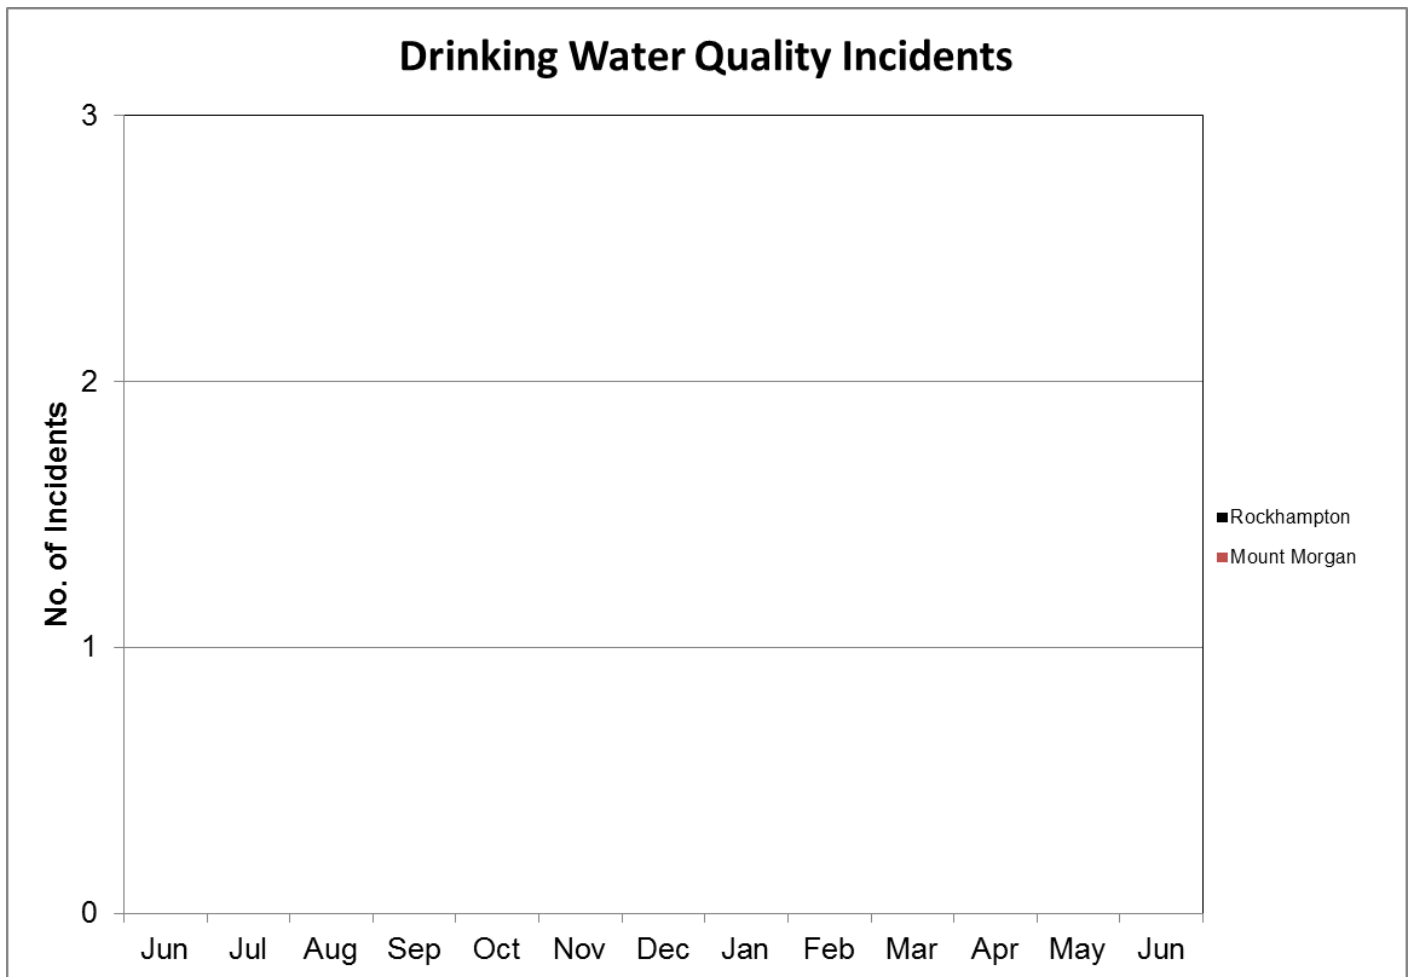 Drinking Water Quality Incidents
3
2
1
0
No. of Incidents
Rockhampton
Mount Morgan
Jun Jul Aug Sep Oct Nov Dec Jan Feb Mar Apr May Jun